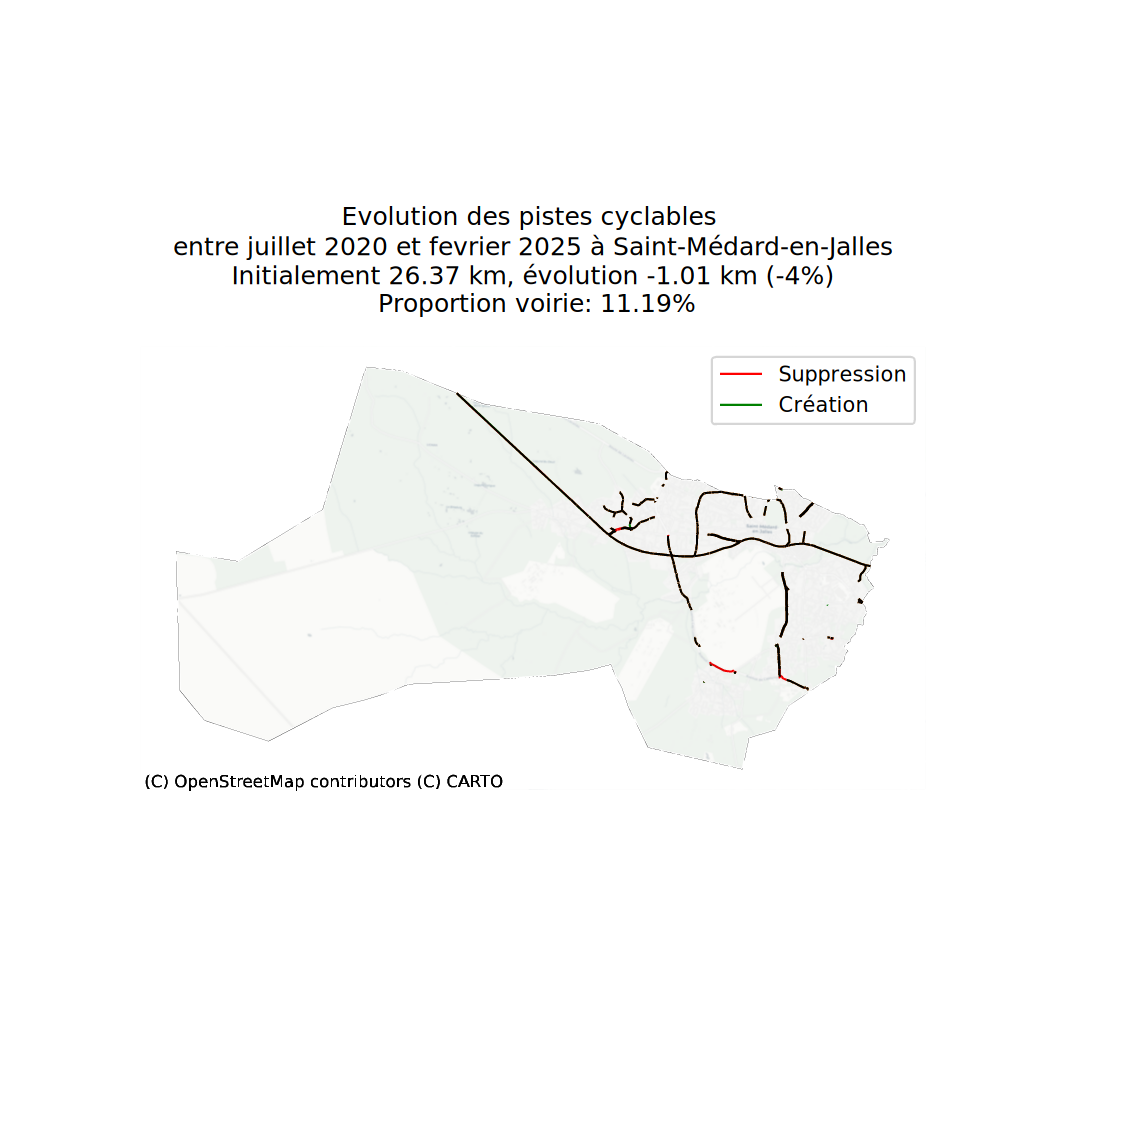 Evolution des pistes cyclables
entre juillet 2020 et fevrier 2025 à Saint-Médard-en-Jalles
Initialement 26.37 km, évolution -1.01 km (-4%)
Proportion voirie: 11.19%
Suppression
Création
(C) OpenStreetMap contributors (C) CARTO